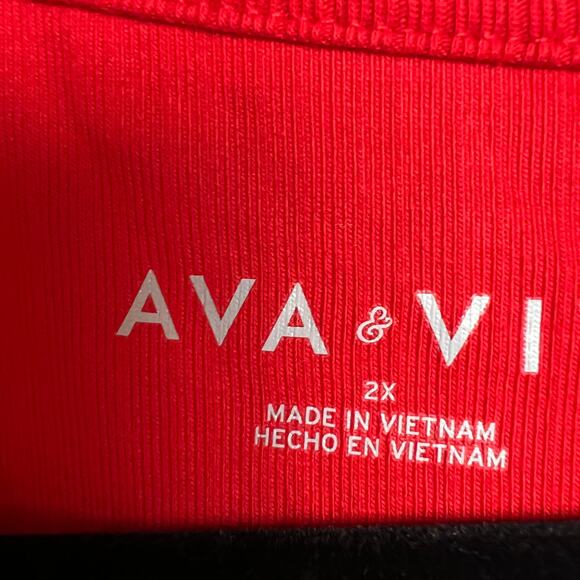 AVA & VI
2X
MADE IN VIETNAM
HECHO EN VIETNAM